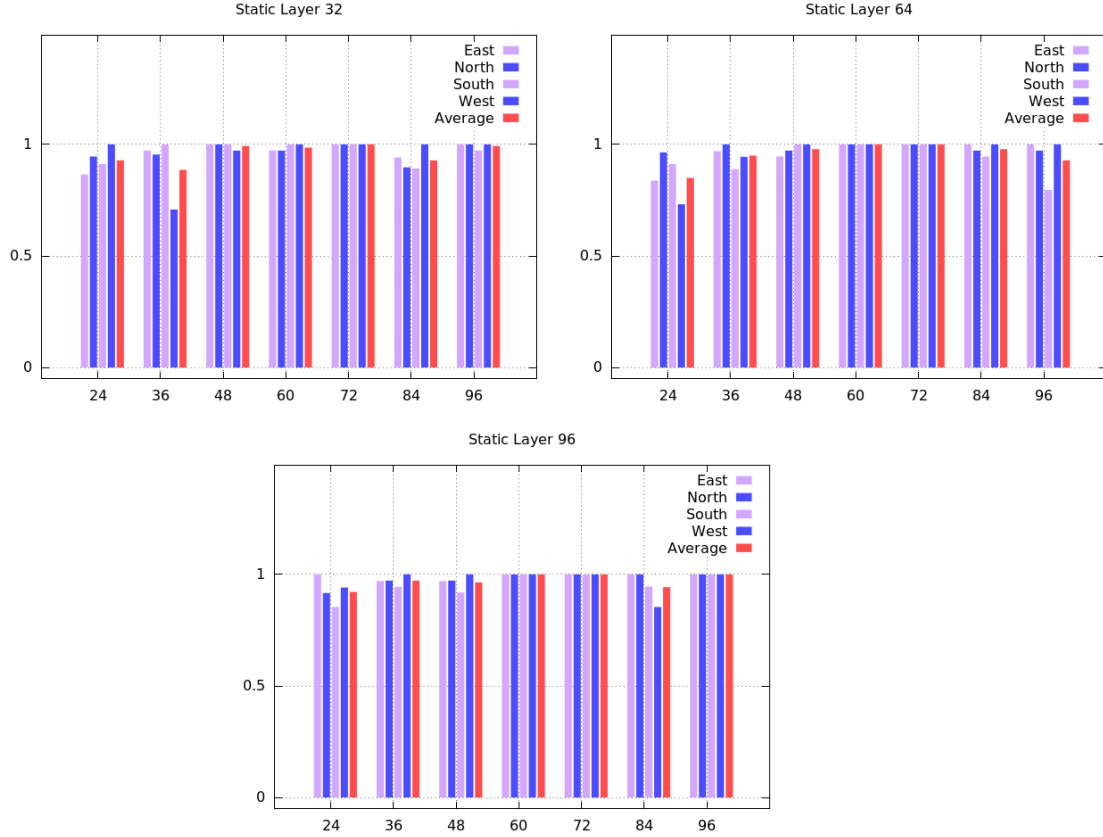 Static Layer 32
East
North
South
West
Average
1
0.5
0
24 36 48 60 72 84 96
Static Layer 64
East
North
South
West
Average
1
0.5
0
24 36 48 60 72 84 96
Static Layer 96
East
North
South
West
Average
1
0.5
0
24 36 48 60 72 84 96